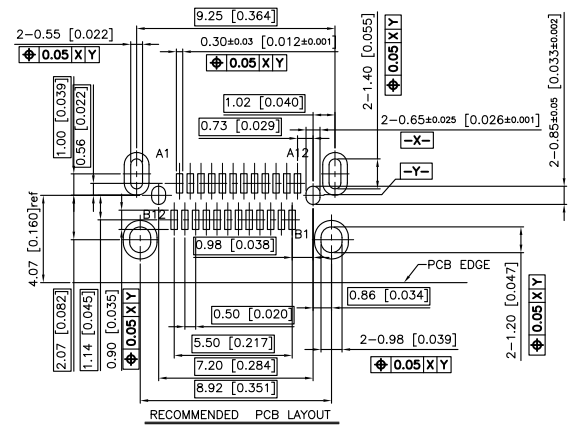 9.25 [0.364]
2-0.55 [0.022]
⌖ 0.05 X Y
0.30±0.03 [0.012±0.001]
⌖ 0.05 X Y
2-1.40 [0.055]
⌖ 0.05 X Y
2-0.85±0.05 [0.033±0.002]
1.02 [0.040]
0.73 [0.029]
2-0.65±0.025 [0.026±0.001]
-X-
-Y-
1.00 [0.039]
0.56 [0.022]
A1
A12
B12
B1
4.07 [0.160]ref
0.98 [0.038]
PCB EDGE
0.86 [0.034]
0.50 [0.020]
2.07 [0.082]
1.14 [0.045]
0.90 [0.035]
⌖ 0.05 X Y
5.50 [0.217]
7.20 [0.284]
8.92 [0.351]
2-0.98 [0.039]
⌖ 0.05 X Y
2-1.20 [0.047]
⌖ 0.05 X Y
RECOMMENDED PCB LAYOUT